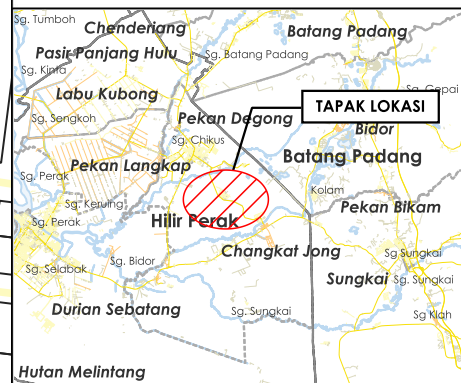 Sg. Tumboh
Chenderiang
Batang Padang
Pasir Panjang Hulu
Sg. Batang Padang
Sg. Kinta
Sg. Gepai
Labu Kubong
TAPAK LOKASI
Sg. Sengkoh
Pekan Degong
Bidor
Sg. Chikus
Batang Padang
Pekan Langkap
Sg. Perak
Kolam
Sg. Kerung
Pekan Bikam
Sg. Perak
Hilir Perak
Changkat Jong
Sg Sungkai
Sg. Bidor
Sg. Selabak
Sungkai
Sg. Sungkai
Durian Sebatang
Sg. Sungkai
Sg Klah
Hutan Melintang